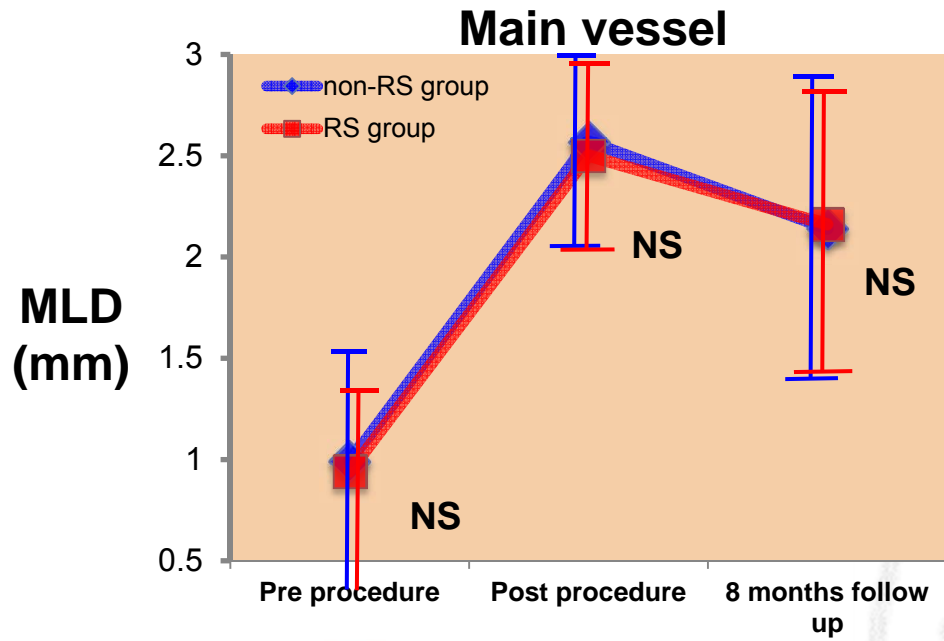 Main vessel
3
2.5
2
1.5
1
0.5
MLD
(mm)
non-RS group
RS group
NS
NS
NS
Pre procedure
Post procedure
8 months follow
up